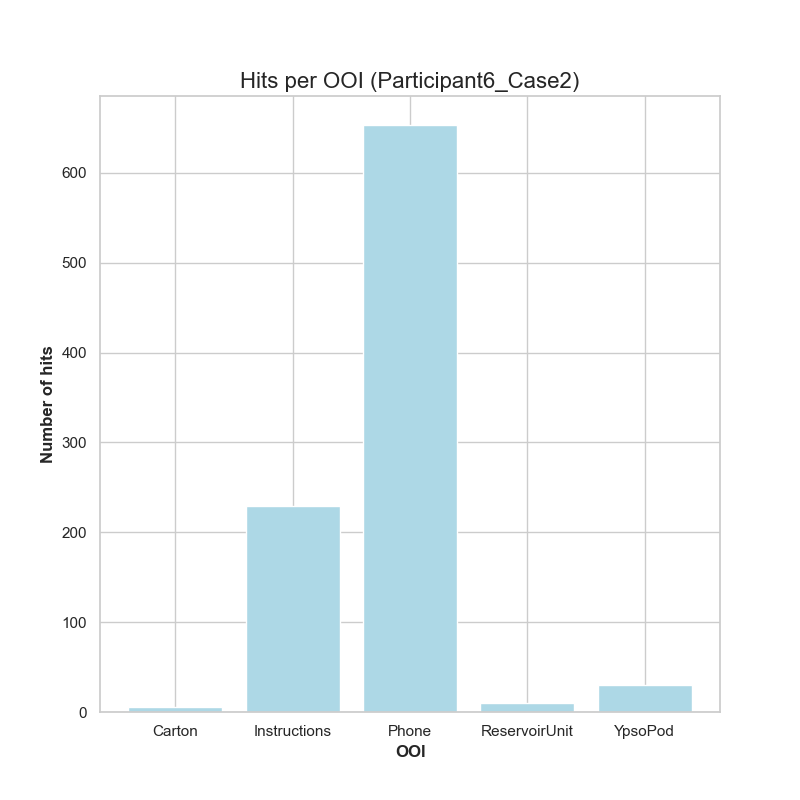 Hits per OOI (Participant6_Case2)
Number of hits
600
500
400
300
200
100
0
Carton Instructions Phone ReservoirUnit YpsoPod
OOI